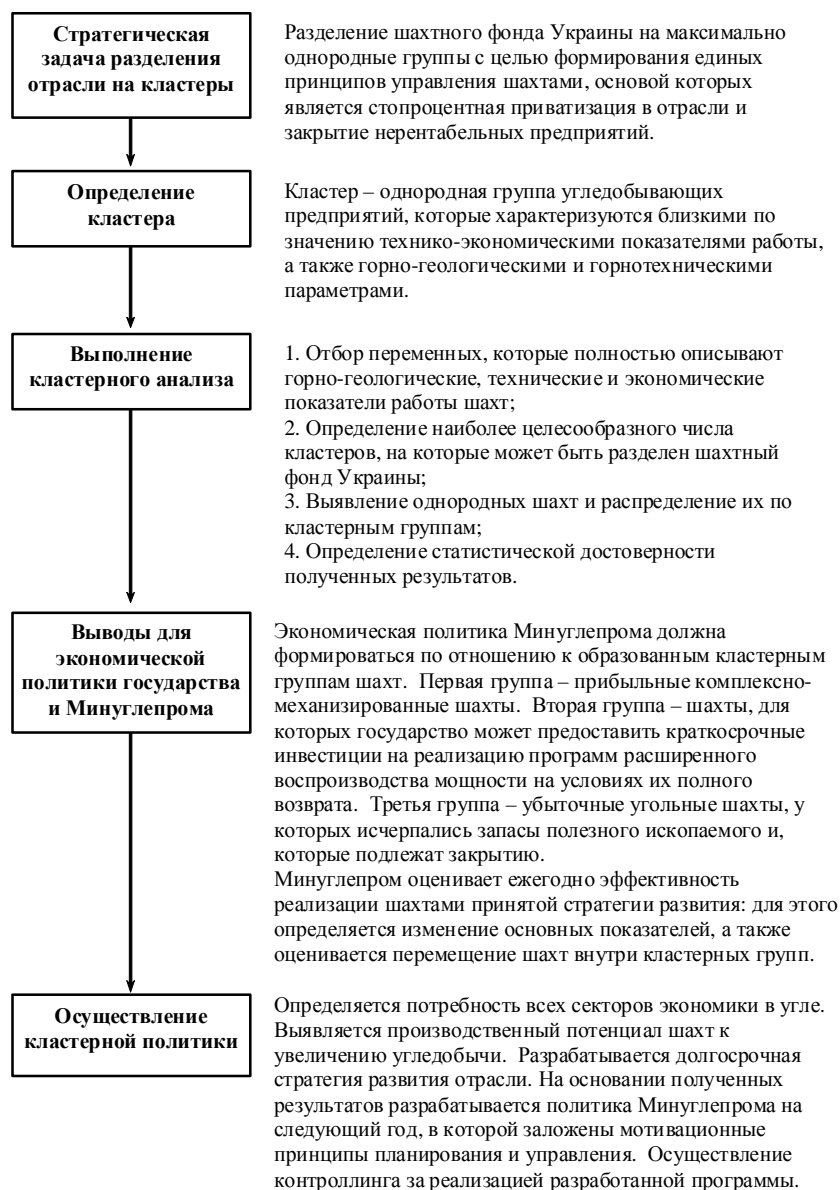 Стратегическая
задача разделения
отрасли на кластеры
Разделение шахтного фонда Украины на максимально
однородные группы с целью формирования единых
принципов управления шахтами, основой которых
является стопроцентная приватизация в отрасли и
закрытие нерентабельных предприятий.
Определение
кластера
Кластер – однородная группа угледобывающих
предприятий, которые характеризуются близкими по
значению технико-экономическими показателями работы,
а также горно-геологическими и горнотехническими
параметрами.
Выполнение
кластерного анализа
1. Отбор переменных, которые полностью описывают
горно-геологические, технические и экономические
показатели работы шахт;
2. Определение наиболее целесообразного числа
кластеров, на которые может быть разделен шахтный
фонд Украины;
3. Выявление однородных шахт и распределение их по
кластерным группам;
4. Определение статистической достоверности
полученных результатов.
Выводы для
экономической
политики государства
и Минуглепрома
Экономическая политика Минуглепрома должна
формироваться по отношению к образованным кластерным
группам шахт. Первая группа – прибыльные комплексно-
механизированные шахты. Вторая группа – шахты, для
которых государство может предоставить краткосрочные
инвестиции на реализацию программ расширенного
воспроизводства мощности на условиях их полного
возврата. Третья группа – убыточные угольные шахты, у
которых исчерпались запасы полезного ископаемого и,
которые подлежат закрытию.
Минуглепром оценивает ежегодно эффективность
реализации шахтами принятой стратегии развития: для этого
определяется изменение основных показателей, а также
оценивается перемещение шахт внутри кластерных групп.
Осуществление
кластерной политики
Определяется потребность всех секторов экономики в угле.
Выявляется производственный потенциал шахт к
увеличению угледобычи. Разрабатывается долгосрочная
стратегия развития отрасли. На основании полученных
результатов разрабатывается политика Минуглепрома на
следующий год, в которой заложены мотивационные
принципы планирования и управления. Осуществление
контроллинга за реализацией разработанной программы.